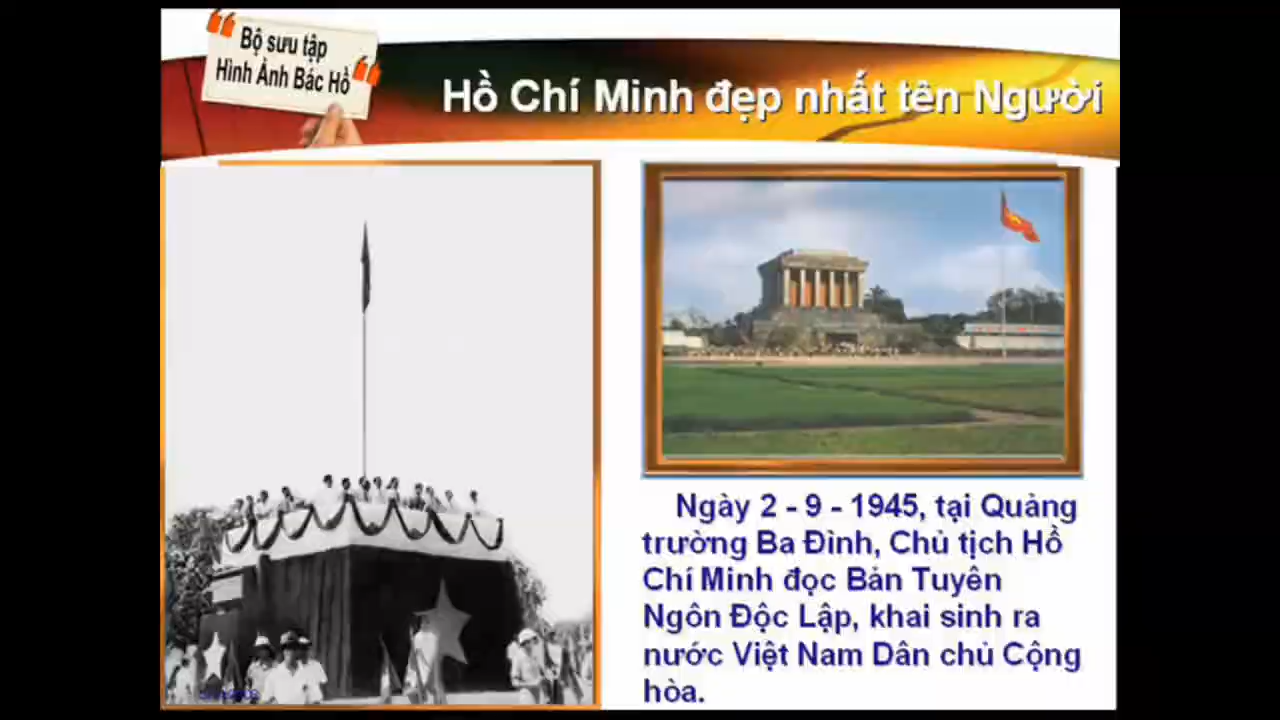 Bộ sưu tập
Hình Ảnh Bác Hồ
Hồ Chí Minh đẹp nhất tên Người
Ngày 2 - 9 - 1945, tại Quảng
trường Ba Đình, Chủ tịch Hồ
Chí Minh đọc Bản Tuyên
Ngôn Độc Lập, khai sinh ra
nước Việt Nam Dân chủ Cộng
hòa.